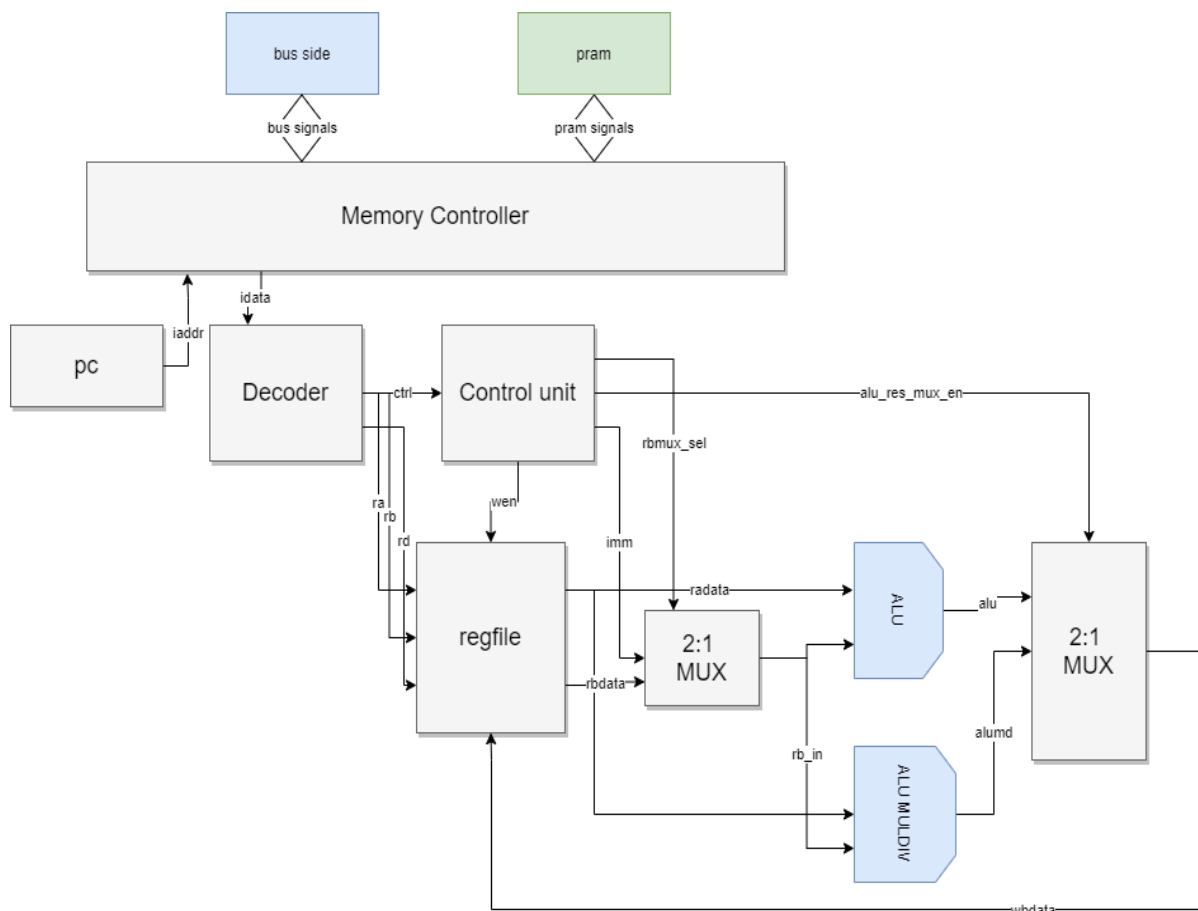 bus side
pram
bus signals
pram signals
Memory Controller
idata
iaddr
pc
Decoder
ctrl
Control unit
alu_res_mux_en
rbmux_sel
ra
rb
rd
wen
imm
regfile
radata
rbdata
2:1
MUX
rb_in
ALU
alu
ALU MULDIV
alumd
2:1
MUX
wbdata